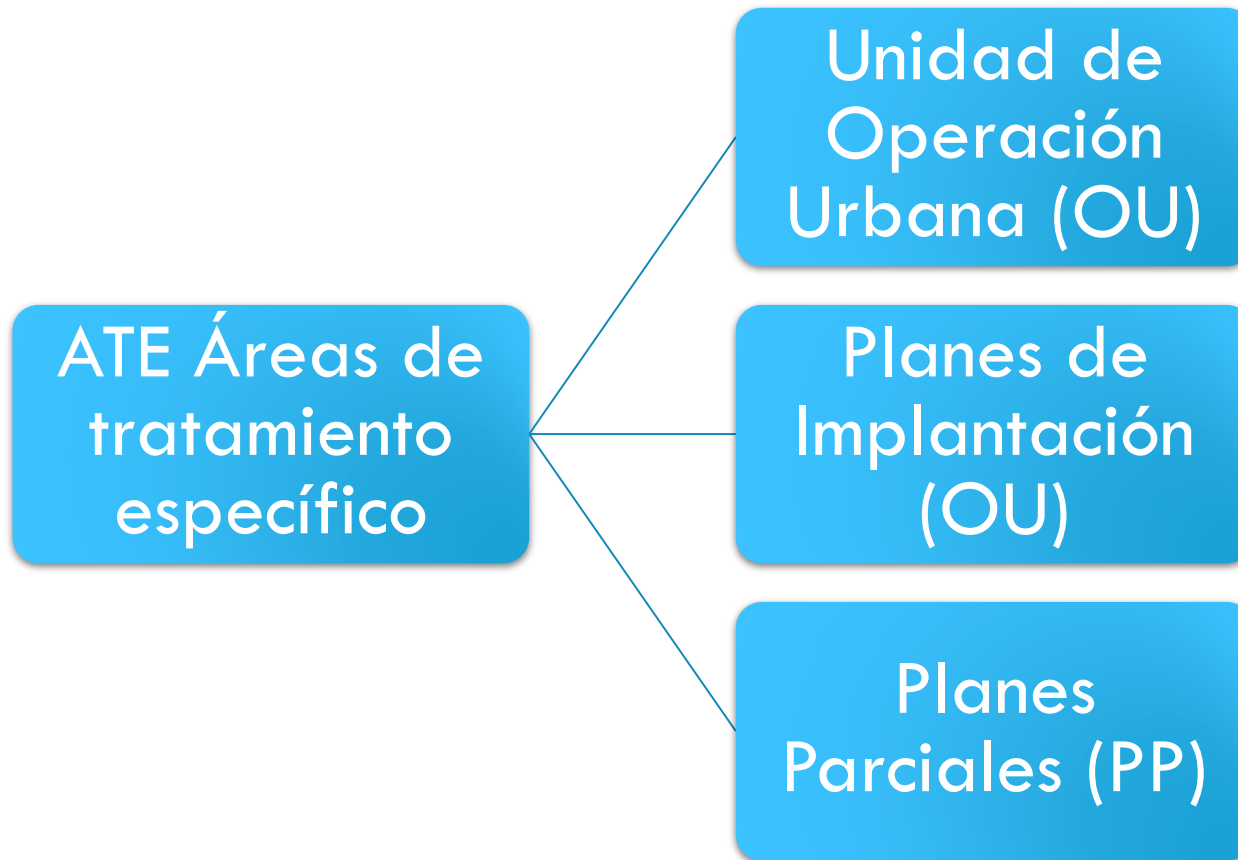 ATE Áreas de
tratamiento
específico
Unidad de
Operación
Urbana (OU)
Planes de
Implantación
(OU)
Planes
Parciales (PP)